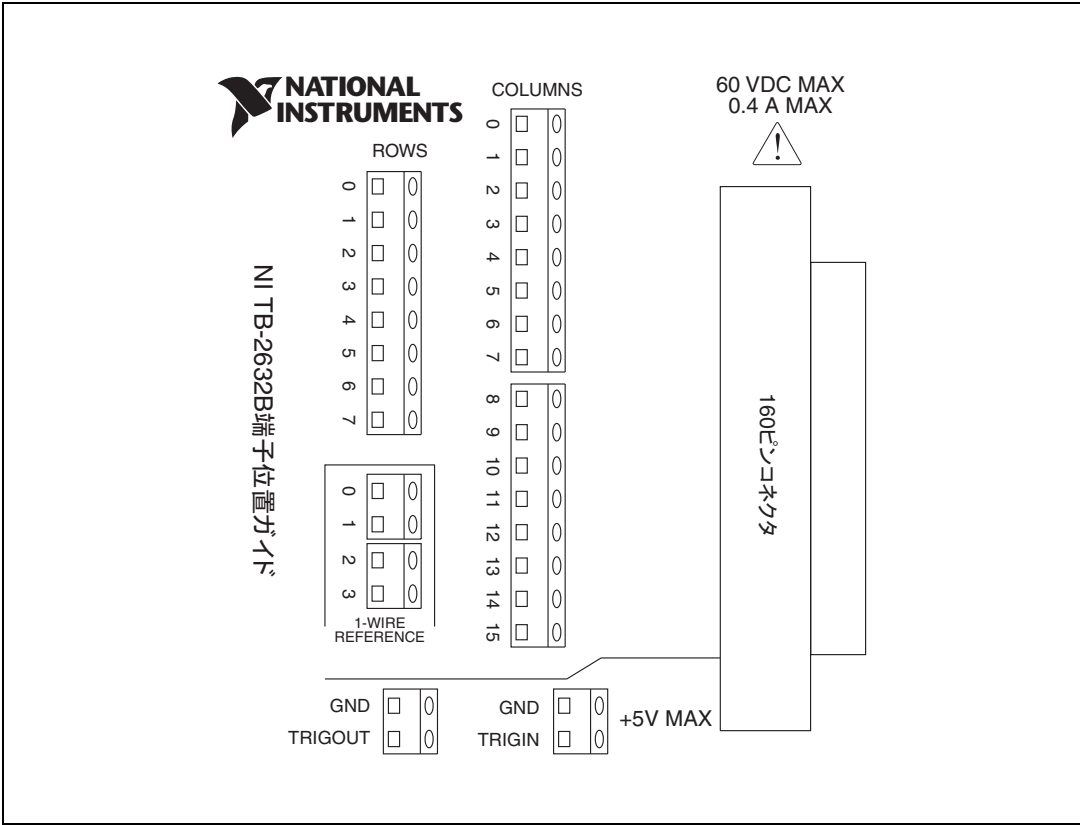 NATIONAL
INSTRUMENTS
COLUMNS
0
1
2
3
4
5
6
7
8
9
10
11
12
13
14
15
ROWS
0
1
2
3
4
5
6
7
0
1
2
3
1-WIRE
REFERENCE
NI TB-2632B端子位置ガイド
60 VDC MAX
0.4 A MAX
!
160ピンコネクタ
GND
TRIGOUT
GND
TRIGIN
+5V MAX